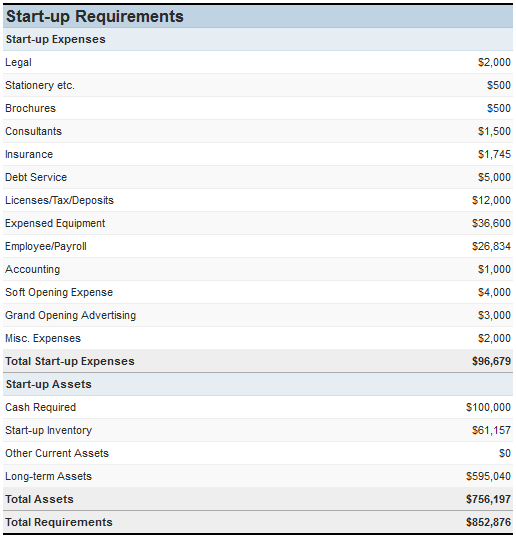 Start-up Requirements
Start-up Expenses
Legal $2,000
Stationery etc. $500
Brochures $500
Consultants $1,500
Insurance $1,745
Debt Service $5,000
Licenses/Tax/Deposits $12,000
Expensed Equipment $36,600
Employee/Payroll $26,834
Accounting $1,000
Soft Opening Expense $4,000
Grand Opening Advertising $3,000
Misc. Expenses $2,000
Total Start-up Expenses $96,679
Start-up Assets
Cash Required $100,000
Start-up Inventory $61,157
Other Current Assets $0
Long-term Assets $595,040
Total Assets $756,197
Total Requirements $852,876